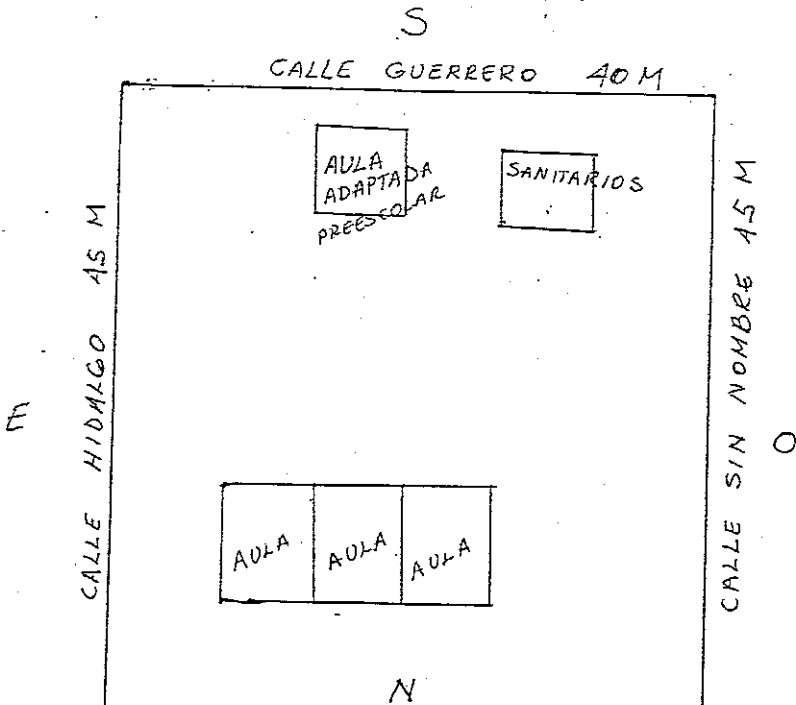 S
CALLE GUERRERO 40 M
AULA
ADAPTADA
PREESCOLAR
SANITARIOS
CALLE HIDALGO 45 M
CALLE SIN NOMBRE 45 M
E
O
AULA AULA AULA
N